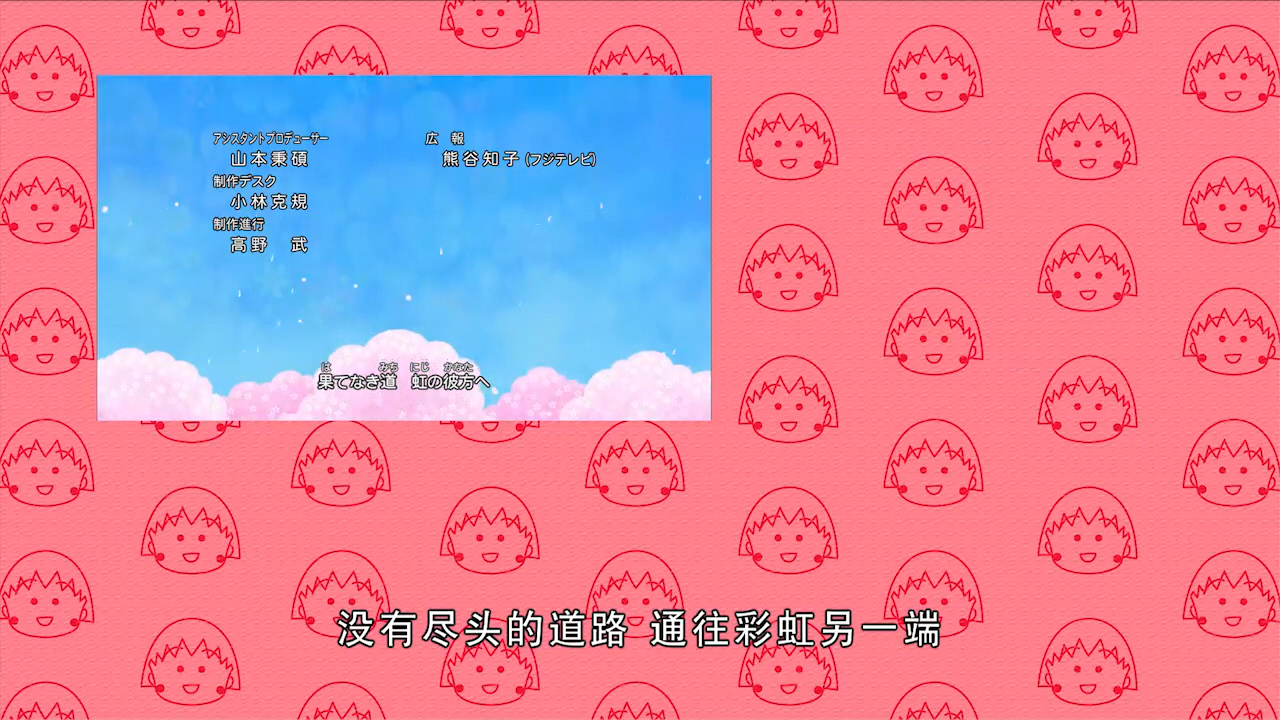 アシスタントプロデューサー
山本秉碩
制作デスク
小林克規
制作進行
高野 武
広 報
熊谷知子(フジテレビ)
は みち にじ かなた
果てなき道 虹の彼方へ
没有尽头的道路 通往彩虹另一端